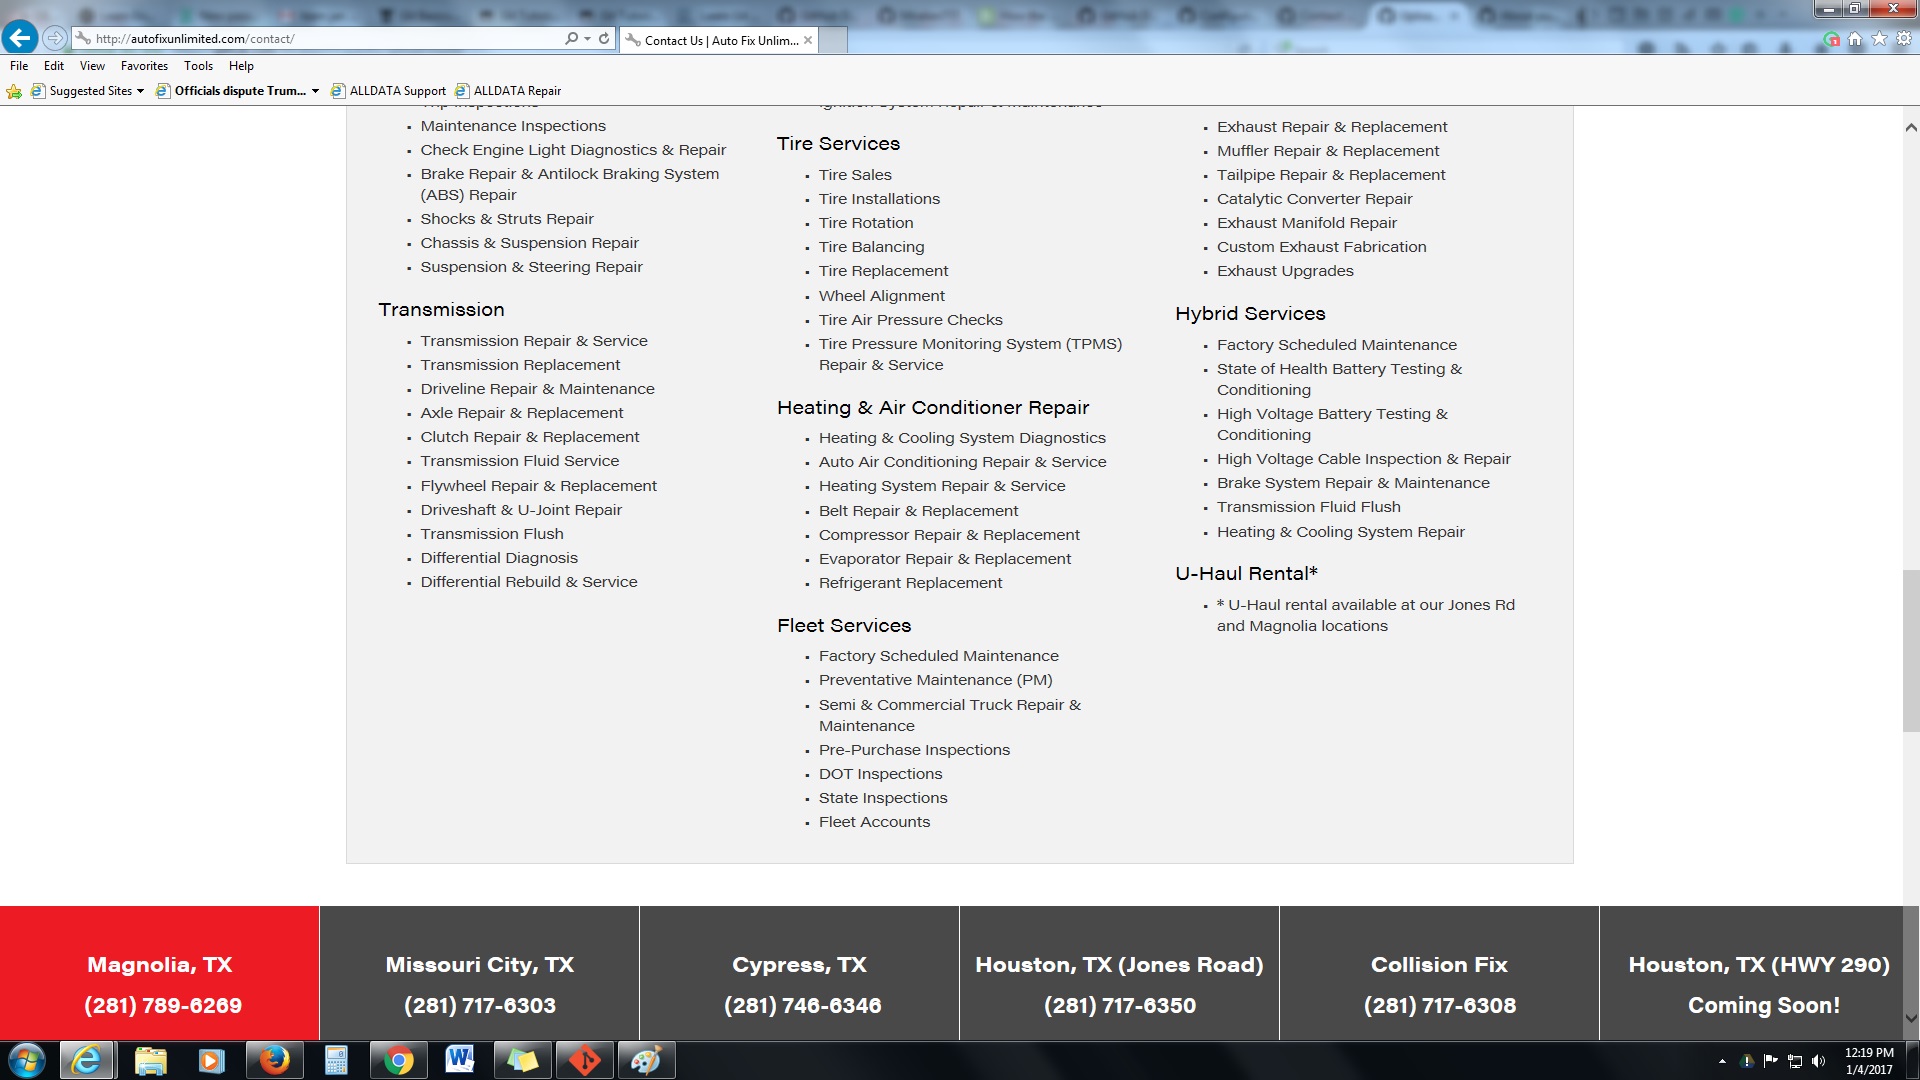 http://autofixunlimited.com/contact/
Contact Us | Auto Fix Unlim...
File Edit View Favorites Tools Help
Suggested Sites
Officials dispute Trum...
ALLDATA Support
ALLDATA Repair
Trip Inspections
Maintenance Inspections
Check Engine Light Diagnostics & Repair
Brake Repair & Antilock Braking System
(ABS) Repair
Shocks & Struts Repair
Chassis & Suspension Repair
Suspension & Steering Repair
Transmission
Transmission Repair & Service
Transmission Replacement
Driveline Repair & Maintenance
Axle Repair & Replacement
Clutch Repair & Replacement
Transmission Fluid Service
Flywheel Repair & Replacement
Driveshaft & U-Joint Repair
Transmission Flush
Differential Diagnosis
Differential Rebuild & Service
Ignition System Repair & Maintenance
Tire Services
Tire Sales
Tire Installations
Tire Rotation
Tire Balancing
Tire Replacement
Wheel Alignment
Tire Air Pressure Checks
Tire Pressure Monitoring System (TPMS)
Repair & Service
Heating & Air Conditioner Repair
Heating & Cooling System Diagnostics
Auto Air Conditioning Repair & Service
Heating System Repair & Service
Belt Repair & Replacement
Compressor Repair & Replacement
Evaporator Repair & Replacement
Refrigerant Replacement
Fleet Services
Factory Scheduled Maintenance
Preventative Maintenance (PM)
Semi & Commercial Truck Repair &
Maintenance
Pre-Purchase Inspections
DOT Inspections
State Inspections
Fleet Accounts
Exhaust Repair & Replacement
Muffler Repair & Replacement
Tailpipe Repair & Replacement
Catalytic Converter Repair
Exhaust Manifold Repair
Custom Exhaust Fabrication
Exhaust Upgrades
Hybrid Services
Factory Scheduled Maintenance
State of Health Battery Testing &
Conditioning
High Voltage Battery Testing &
Conditioning
High Voltage Cable Inspection & Repair
Brake System Repair & Maintenance
Transmission Fluid Flush
Heating & Cooling System Repair
U-Haul Rental*
* U-Haul rental available at our Jones Rd
and Magnolia locations
Magnolia, TX
(281) 789-6269
Missouri City, TX
(281) 717-6303
Cypress, TX
(281) 746-6346
Houston, TX (Jones Road)
(281) 717-6350
Collision Fix
(281) 717-6308
Houston, TX (HWY 290)
Coming Soon!
12:19 PM
1/4/2017